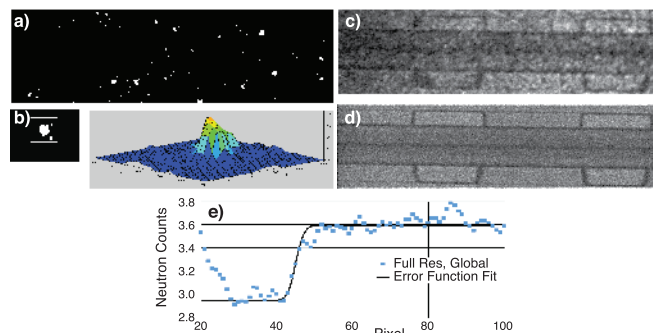 a)
c)
b)
d)
e)
Neutron Counts
3.8
3.6
3.4
3.2
3.0
2.8
Full Res, Global
Error Function Fit
20
40
60
80
100
Pixel